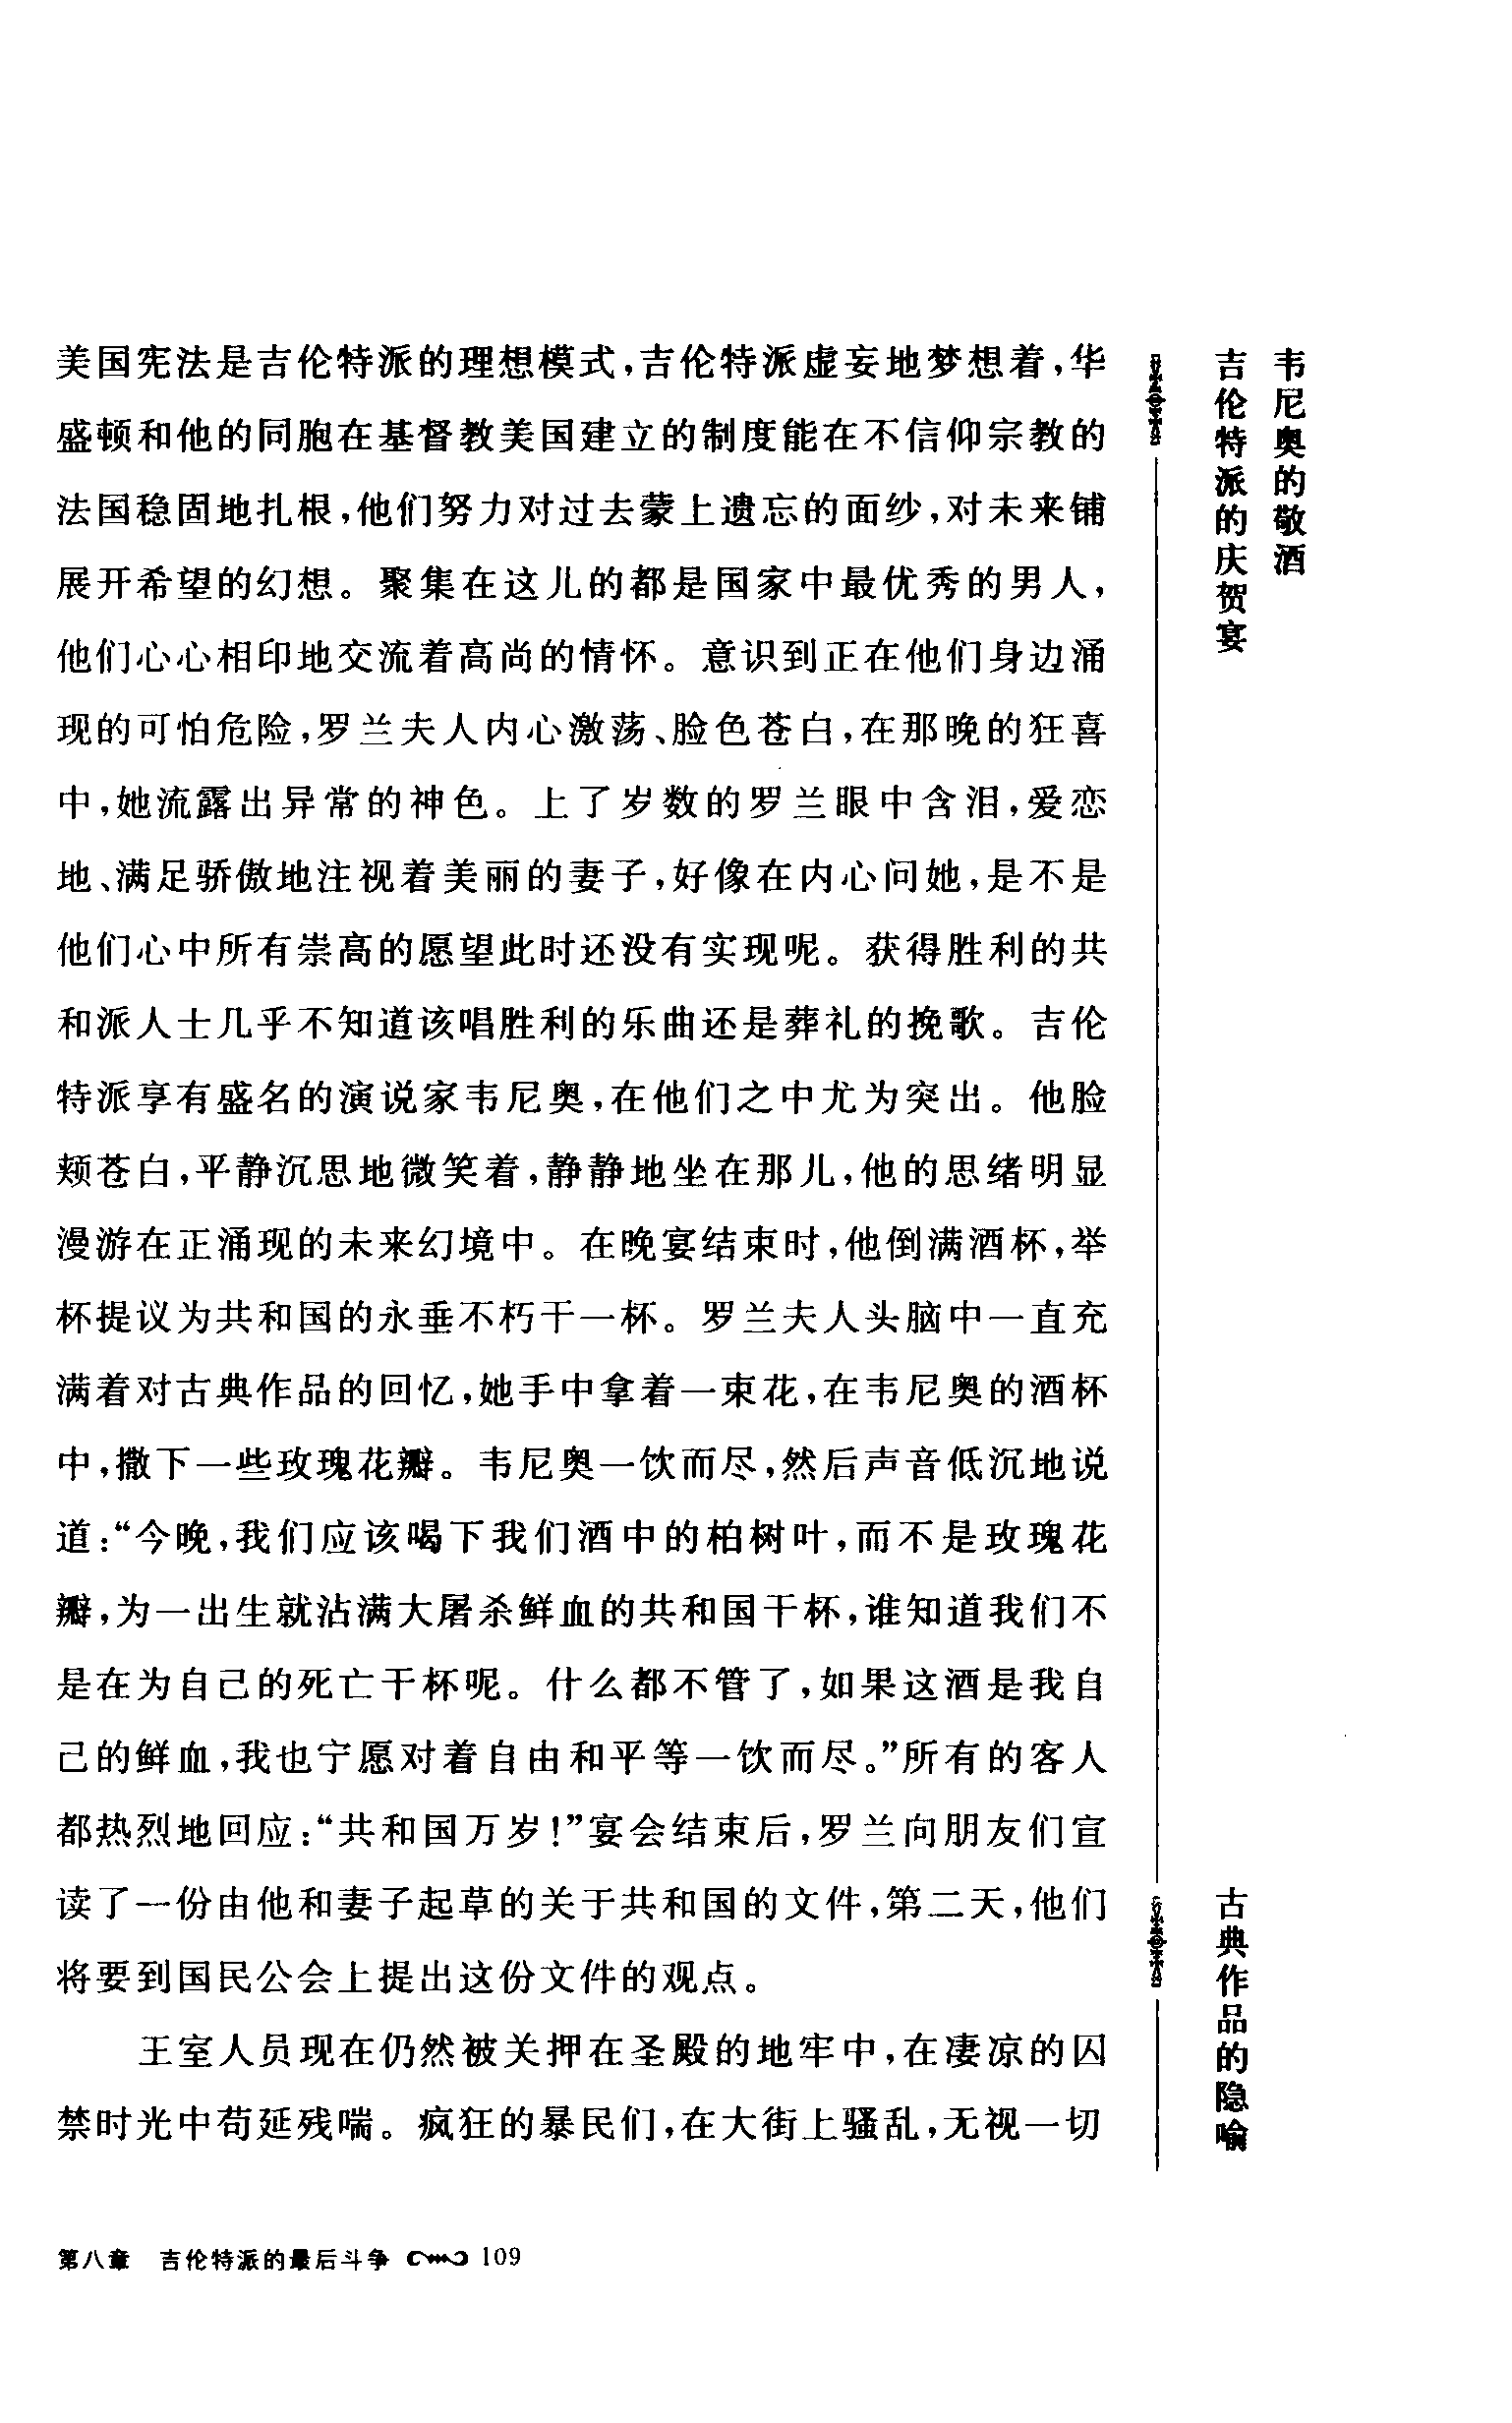 美国宪法是吉伦特派的理想模式,吉伦特派虚妄地梦想着,华
盛顿和他的同胞在基督教美国建立的制度能在不信仰宗教的
法国稳固地扎根,他们努力对过去蒙上遗忘的面纱,对未来铺
展开希望的幻想。聚集在这儿的都是国家中最优秀的男人,
他们心心相印地交流着高尚的情怀。意识到正在他们身边涌
现的可怕危险,罗兰夫人内心激荡、脸色苍白,在那晚的狂喜
中,她流露出异常的神色。上了岁数的罗兰眼中含泪,爱恋
地、满足骄傲地注视着美丽的妻子,好像在内心问她,是不是
他们心中所有崇高的愿望此时还没有实现呢。获得胜利的共
和派人士几乎不知道该唱胜利的乐曲还是葬礼的挽歌。吉伦
特派享有盛名的演说家韦尼奥,在他们之中尤为突出。他脸
颊苍白,平静沉思地微笑着,静静地坐在那儿,他的思绪明显
漫游在正涌现的未来幻境中。在晚宴结束时,他倒满酒杯,举
杯提议为共和国的永垂不朽干一杯。罗兰夫人头脑中一直充
满着对古典作品的回忆,她手中拿着一束花,在韦尼奥的酒杯
中,撒下一些玫瑰花瓣。韦尼奥一饮而尽,然后声音低沉地说
道:“今晚,我们应该喝下我们酒中的柏树叶,而不是玫瑰花
瓣,为一出生就沾满大屠杀鲜血的共和国干杯,谁知道我们不
是在为自己的死亡干杯呢。什么都不管了,如果这酒是我自
己的鲜血,我也宁愿对着自由和平等一饮而尽。”所有的客人
都热烈地回应:“共和国万岁!”宴会结束后,罗兰向朋友们宣
读了一份由他和妻子起草的关于共和国的文件,第二天,他们
将要到国民公会上提出这份文件的观点。
王室人员现在仍然被关押在圣殿的地牢中,在凄凉的囚
禁时光中苟延残喘。疯狂的暴民们,在大街上骚乱,无视一切
韦尼奥的敬酒
吉伦特派的庆贺宴
古典作品的隐喻
第八章 吉伦特派的最后斗争 109